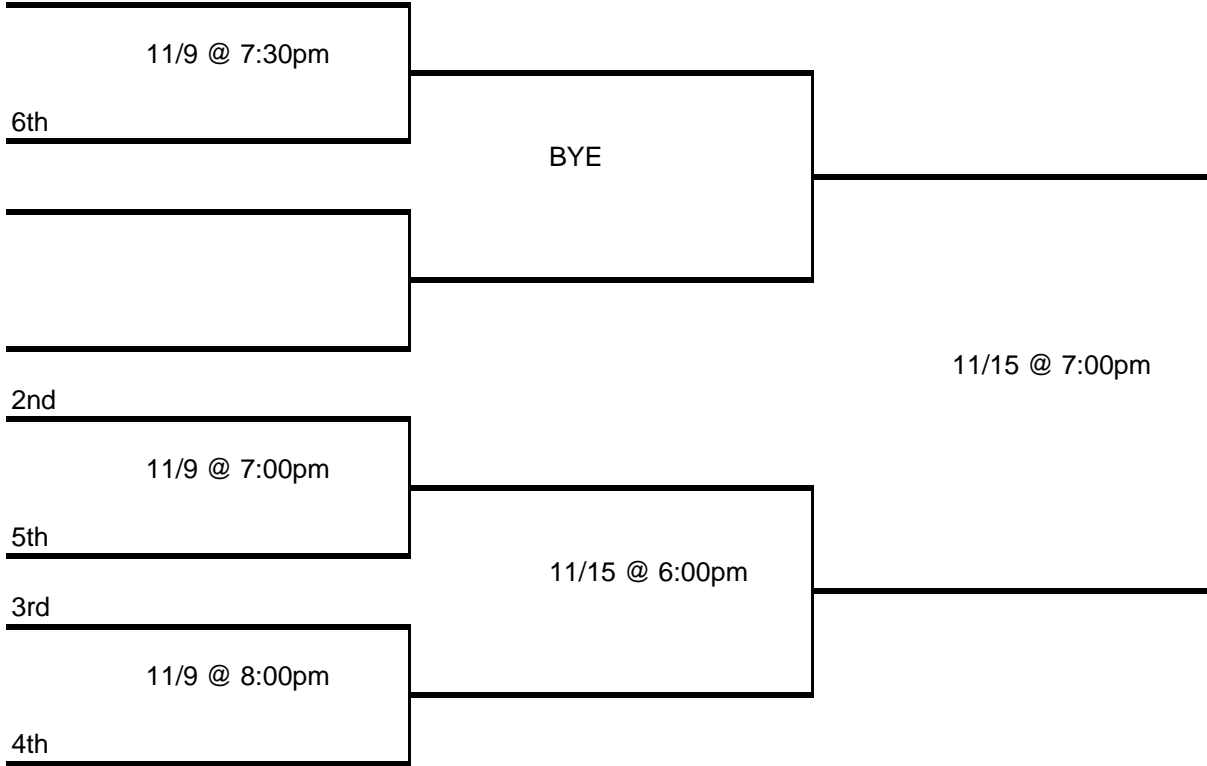 11/9 @ 7:30pm
6th
BYE
11/15 @ 7:00pm
2nd
11/9 @ 7:00pm
5th
11/15 @ 6:00pm
3rd
11/9 @ 8:00pm
4th